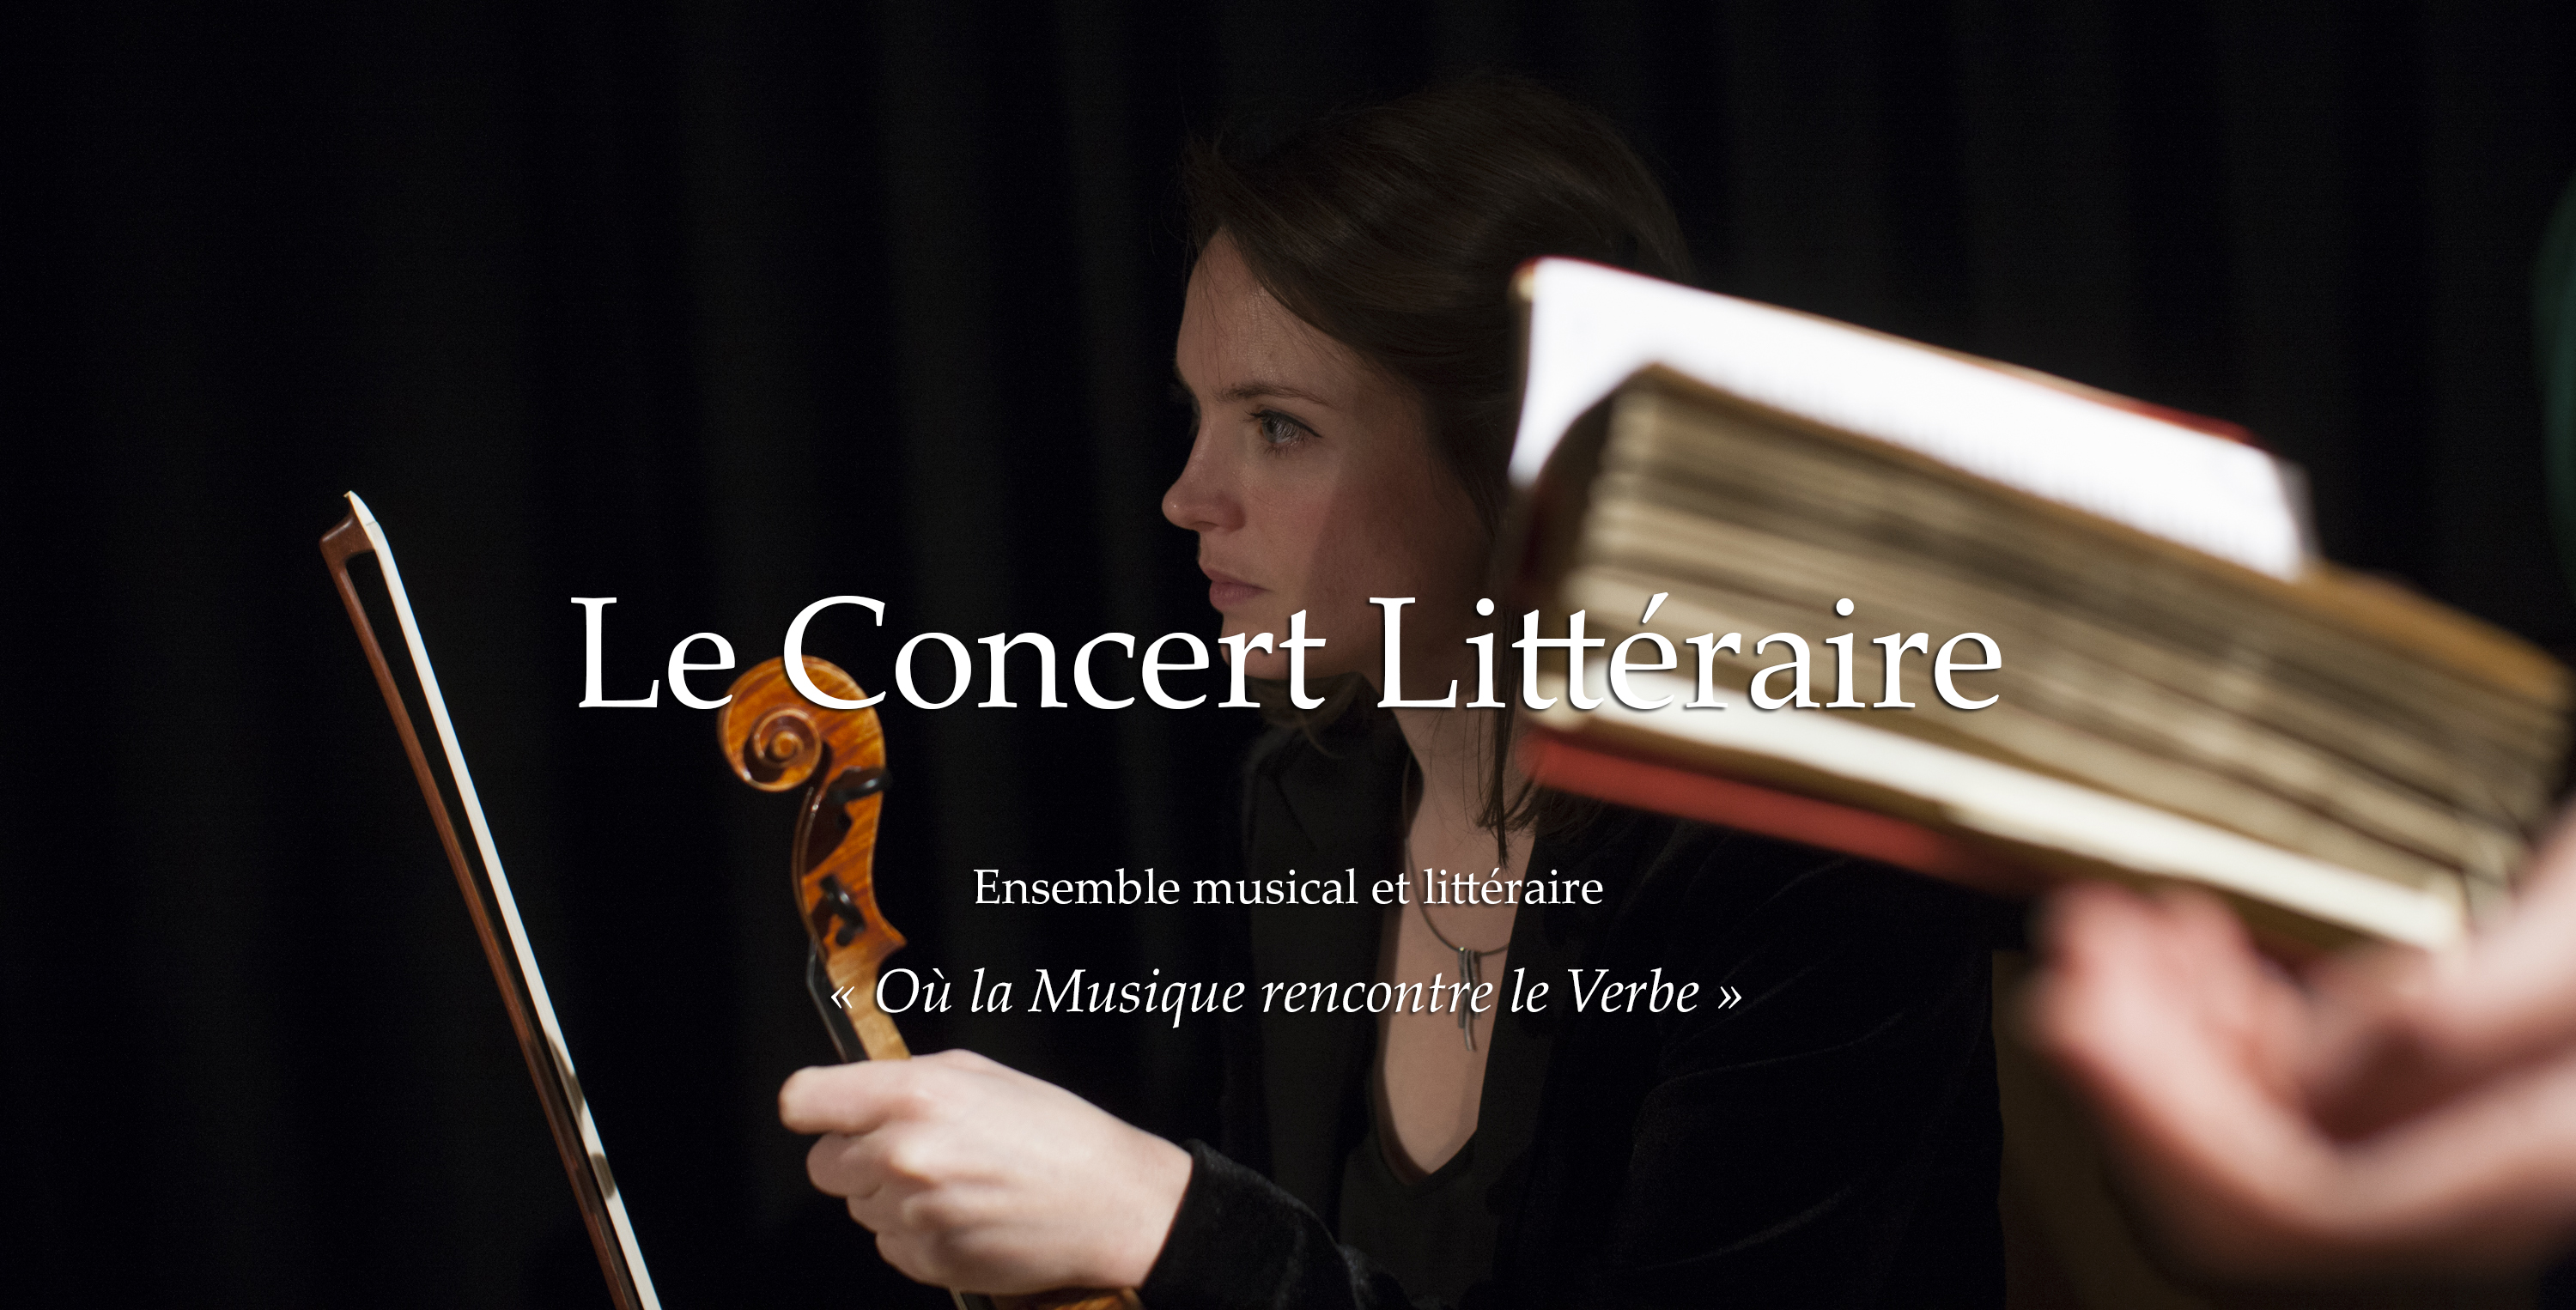 Le Concert Littéraire
Ensemble musical et littéraire
« Où la Musique rencontre le Verbe »